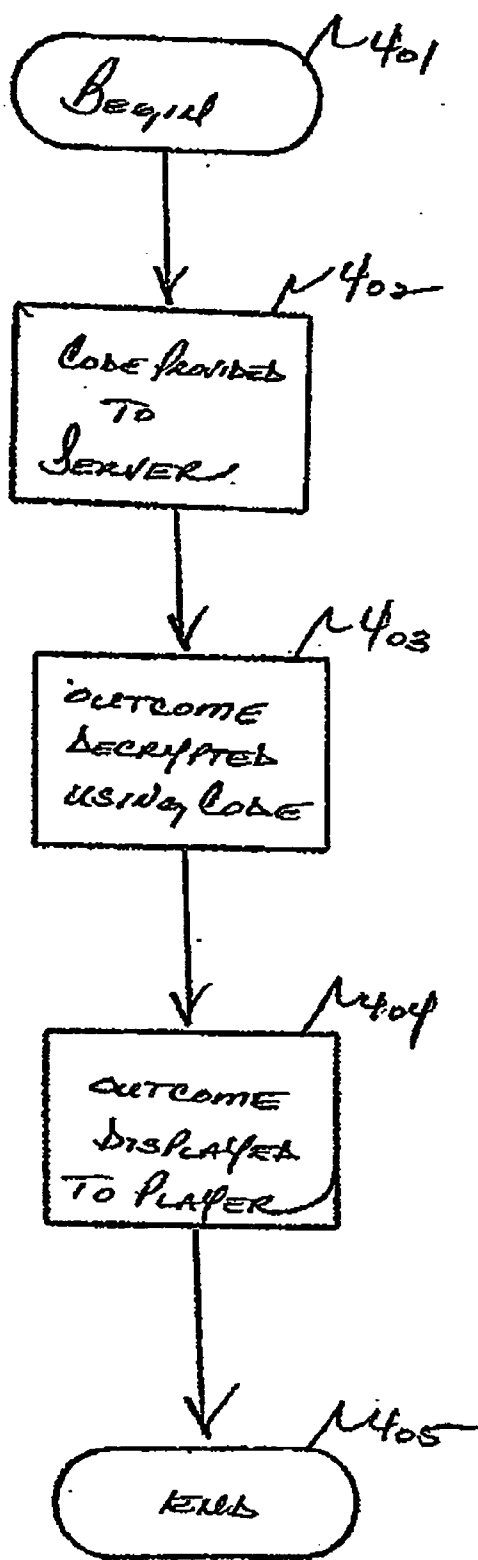 401
Begin
402
Code Provided
To
Server
403
Outcome
Decrypted
Using Code
404
Outcome
Displayed
To Player
405
End